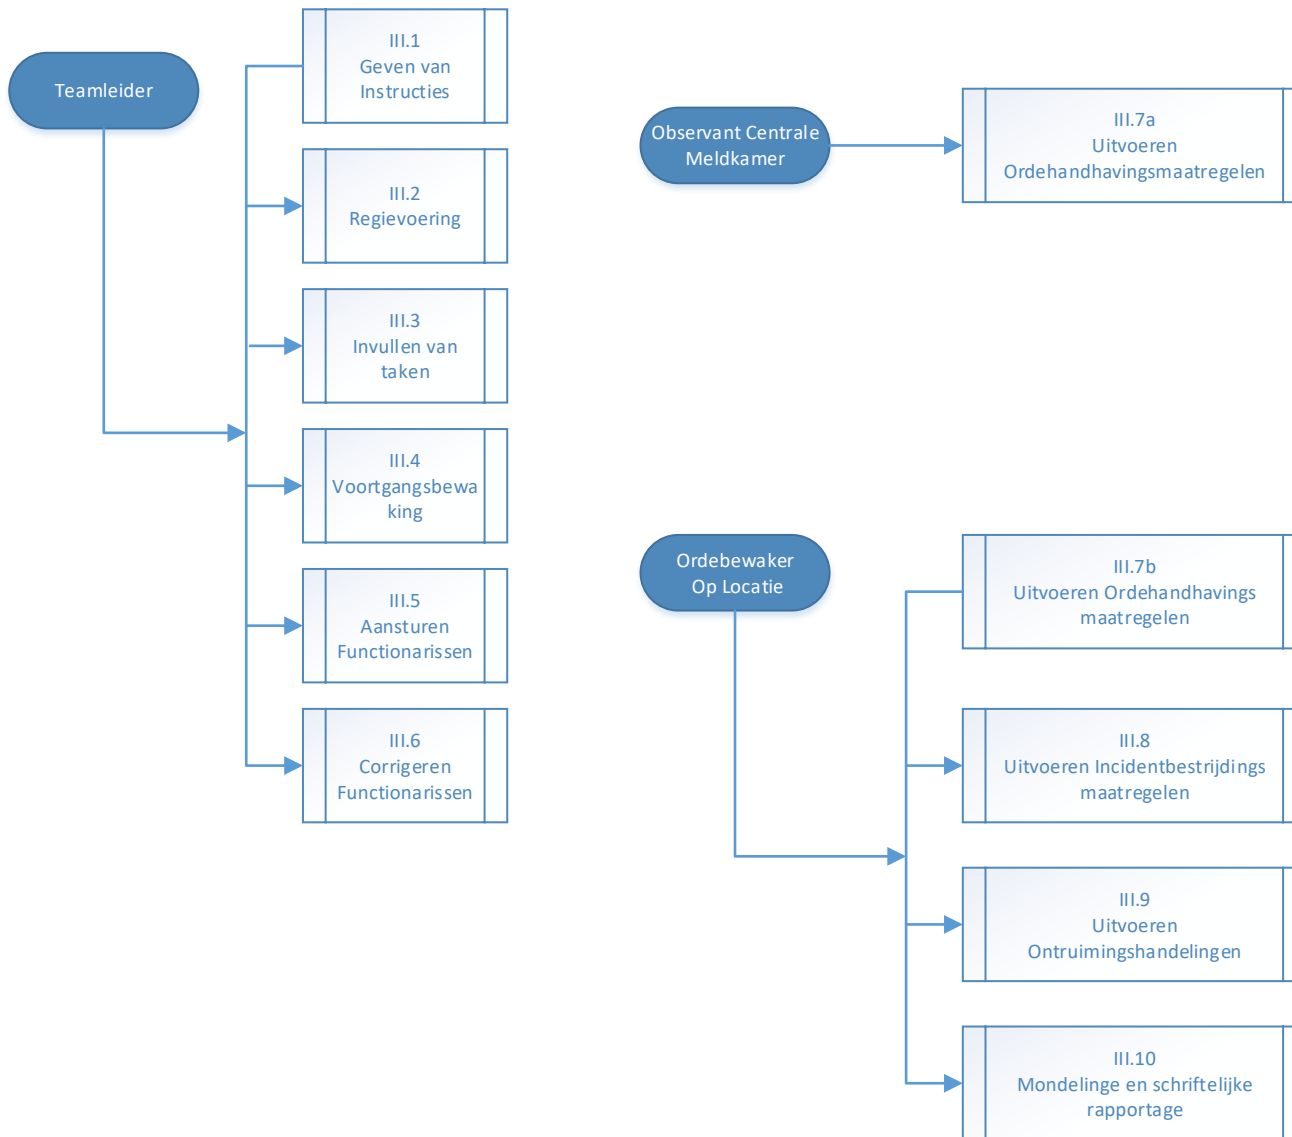 Teamleider
III.1
Geven van
Instructies
III.2
Regievoering
III.3
Invullen van
taken
III.4
Voortgangsbewa
king
III.5
Aansturen
Functionarissen
III.6
Corrigeren
Functionarissen
Observant Centrale
Meldkamer
III.7a
Uitvoeren
Ordehandhavingsmaatregelen
Ordebewaker
Op Locatie
III.7b
Uitvoeren Ordehandhavings
maatregelen
III.8
Uitvoeren Incidentbestrijdings
maatregelen
III.9
Uitvoeren
Ontruimingshandelingen
III.10
Mondelinge en schriftelijke
rapportage